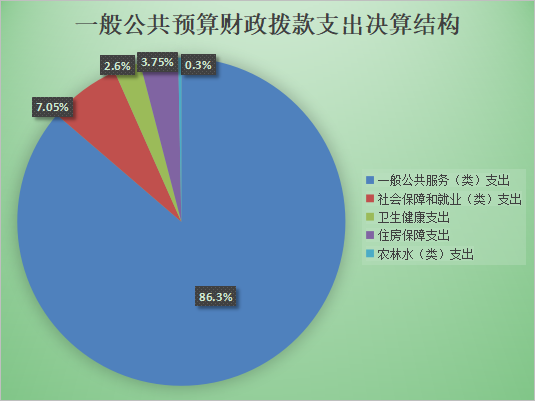 一般公共预算财政拨款支出决算结构
7.05%
2.6%
3.75%
0.3%
86.3%
一般公共服务（类）支出
社会保障和就业（类）支出
卫生健康支出
住房保障支出
农林水（类）支出